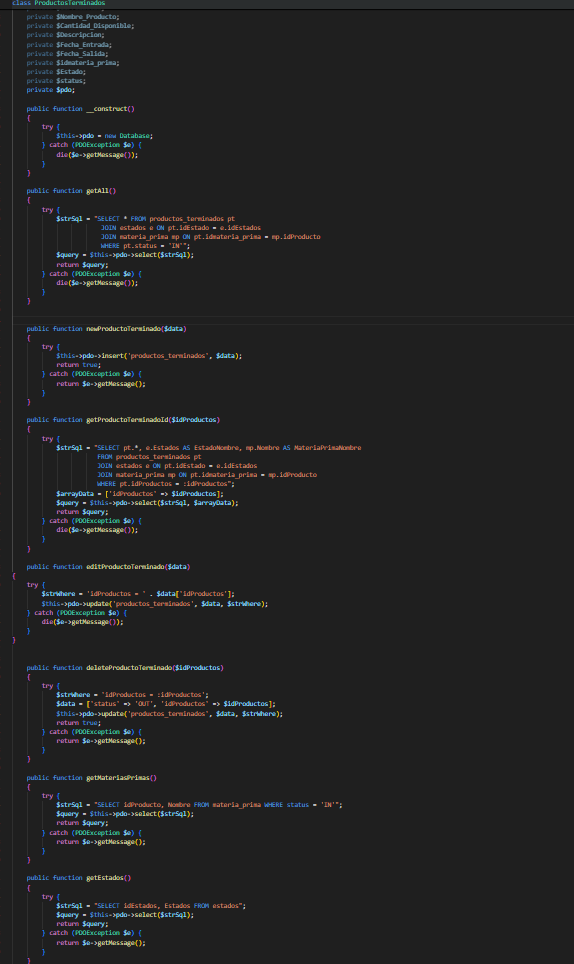 class ProductosTerminados
private $Nombre_Producto;
private $Cantidad_Disponible;
private $Descripcion;
private $Fecha_Entrada;
private $Fecha_Salida;
private $idmateria_prima;
private $Estado;
private $status;
private $pdo;
public function __construct()
{
try {
$this->pdo = new Database;
} catch (PDOException $e) {
die($e->getMessage());
}
}
public function getAll()
{
try {
$strSql = "SELECT * FROM productos_terminados pt
JOIN estados e ON pt.idEstado = e.idEstados
JOIN materia_prima mp ON pt.idmateria_prima = mp.idProducto
WHERE pt.status = 'IN'";
$query = $this->pdo->select($strSql);
return $query;
} catch (PDOException $e) {
die($e->getMessage());
}
}
public function newProductoTerminado($data)
{
try {
$this->pdo->insert('productos_terminados', $data);
return true;
} catch (PDOException $e) {
return $e->getMessage();
}
}
public function getProductoTerminadoId($idProductos)
{
try {
$strSql = "SELECT pt.*, e.Estados AS EstadoNombre, mp.Nombre AS MateriaPrimaNombre
FROM productos_terminados pt
JOIN estados e ON pt.idEstado = e.idEstados
JOIN materia_prima mp ON pt.idmateria_prima = mp.idProducto
WHERE pt.idProductos = :idProductos";
$arrayData = ['idProductos' => $idProductos];
$query = $this->pdo->select($strSql, $arrayData);
return $query;
} catch (PDOException $e) {
die($e->getMessage());
}
}
public function editProductoTerminado($data)
{
try {
$strWhere = 'idProductos = ' . $data['idProductos'];
$this->pdo->update('productos_terminados', $data, $strWhere);
} catch (PDOException $e) {
die($e->getMessage());
}
}
public function deleteProductoTerminado($idProductos)
{
try {
$strWhere = 'idProductos = :idProductos';
$data = ['status' => 'OUT', 'idProductos' => $idProductos];
$this->pdo->update('productos_terminados', $data, $strWhere);
return true;
} catch (PDOException $e) {
return $e->getMessage();
}
}
public function getMateriasPrimas()
{
try {
$strSql = "SELECT idProducto, Nombre FROM materia_prima WHERE status = 'IN'";
$query = $this->pdo->select($strSql);
return $query;
} catch (PDOException $e) {
return $e->getMessage();
}
}
public function getEstados()
{
try {
$strSql = "SELECT idEstados, Estados FROM estados";
$query = $this->pdo->select($strSql);
return $query;
} catch (PDOException $e) {
return $e->getMessage();
}
}